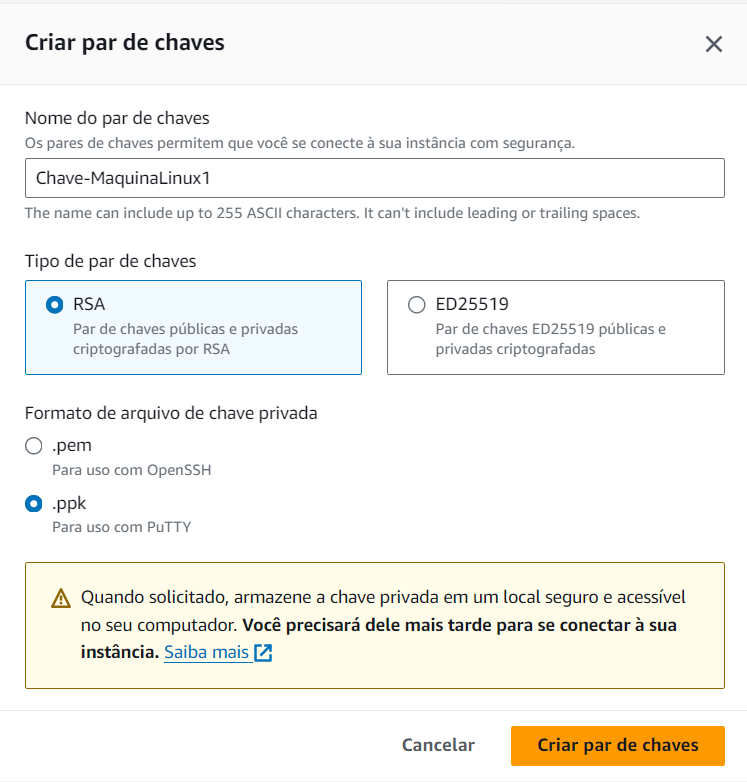 Criar par de chaves
Nome do par de chaves
Os pares de chaves permitem que você se conecte à sua instância com segurança.
Chave-MaquinaLinux1
The name can include up to 255 ASCII characters. It can't include leading or trailing spaces.
Tipo de par de chaves
RSA
Par de chaves públicas e privadas
criptografadas por RSA
ED25519
Par de chaves ED25519 públicas e
privadas criptografadas
Formato de arquivo de chave privada
.pem
Para uso com OpenSSH
.ppk
Para uso com PuTTY
Quando solicitado, armazene a chave privada em um local seguro e acessível
no seu computador. Você precisará dele mais tarde para se conectar à sua
instância. Saiba mais
Cancelar
Criar par de chaves